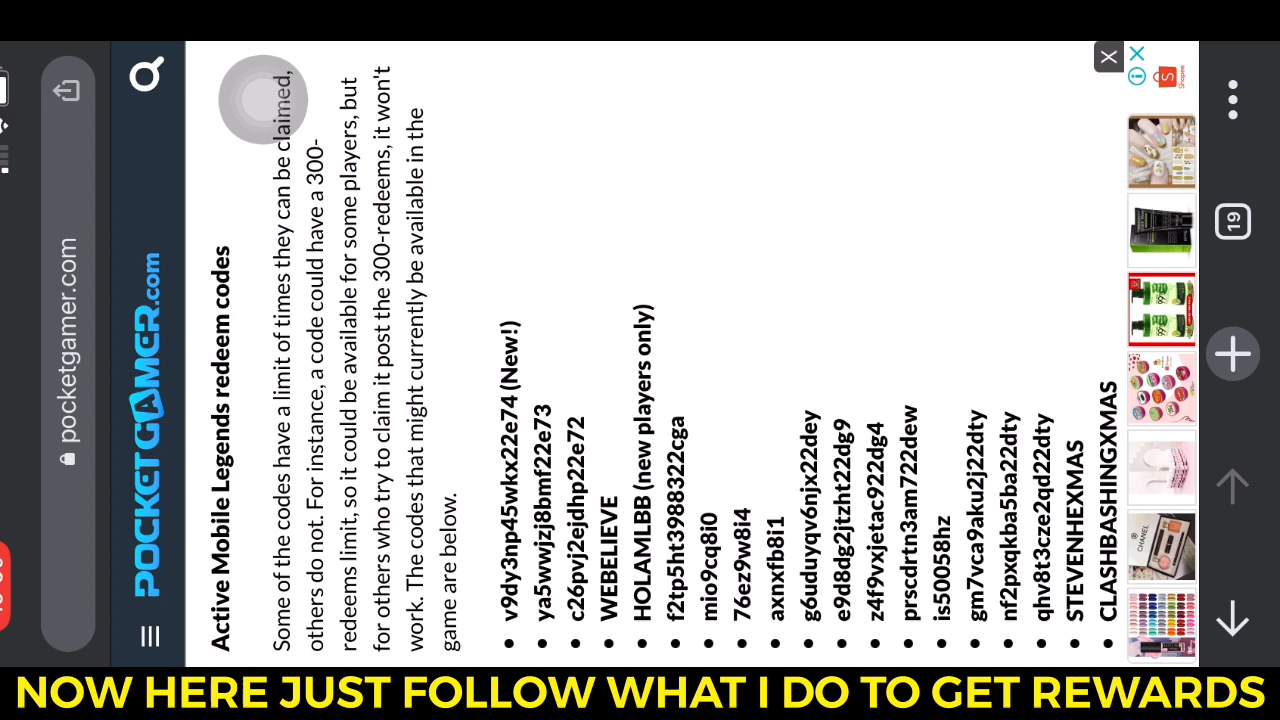 pocketgamer.com
POCKETGAMER.com
Active Mobile Legends redeem codes
Some of the codes have a limit of times they can be claimed,
others do not. For instance, a code could have a 300-
redeems limit, so it could be available for some players, but
for others who try to claim it post the 300-redeems, it won't
work. The codes that might currently be available in the
game are below.
• v9dy3np45wkx22e74 (New!)
• ya5wwjzj8bmf22e73
• c26pvj2ejdhp22e72
• WEBELIEVE
• HOLAMLBB (new players only)
• f2tp5ht3988322cga
• mio9cq8i0
• 76ez9w8i4
• axnxfb8i1
• g6uduyqv6njx22dey
• e9d8dg2jtzht22dg9
• z4f9vxjetac922dg4
• prscdrtn3am722dew
• is50058hz
• gm7vca9aku2j22dty
• nf2pxqkba5ba22dty
• qhv8t3cze2qd22dty
• STEVENHEXMAS
• CLASHBASHINGXMAS
X
Shopee
CHANEL
19
NOW HERE JUST FOLLOW WHAT I DO TO GET REWARDS